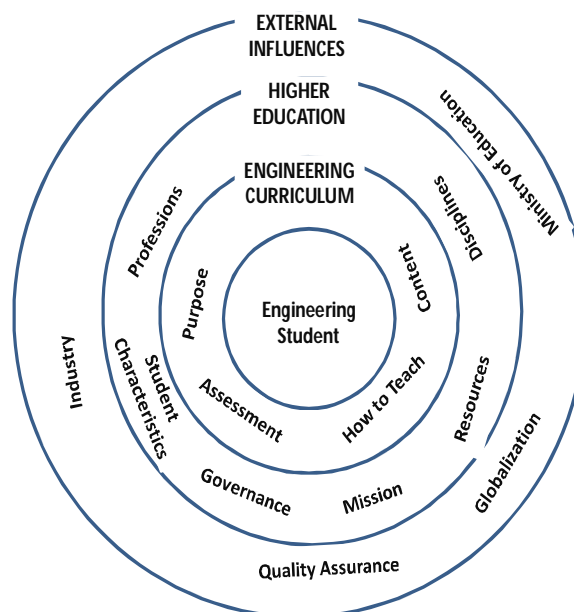 EXTERNAL
INFLUENCES
HIGHER
EDUCATION
ENGINEERING
CURRICULUM
Ministry of Education
Professions
Disciplines
Purpose
Content
Engineering
Student
Industry
Student
Characteristics
Assessment
How to Teach
Resources
Globalization
Governance
Mission
Quality Assurance